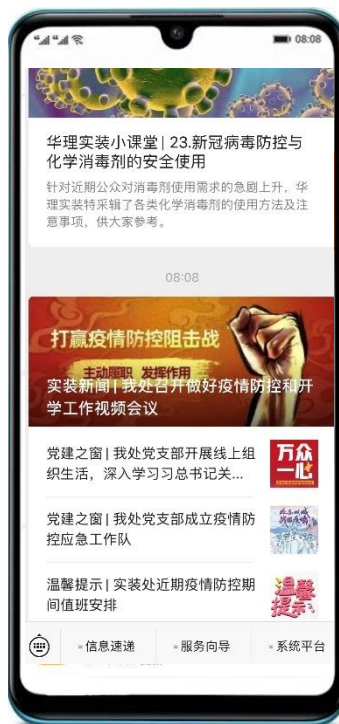 08:08
华理实装小课堂 | 23.新冠病毒防控与
化学消毒剂的安全使用
针对近期公众对消毒剂使用需求的急剧上升，华
理实装特采辑了各类化学消毒剂的使用方法及注
意事项，供大家参考。
08:08
打赢疫情防控阻击战
主动履职 发挥作用
实装新闻 | 我处召开做好疫情防控和开
学工作视频会议
党建之窗 | 我处党支部开展线上组
织生活，深入学习习总书记关...
万众
一心
党建之窗 | 我处党支部成立疫情防
控应急工作队
温馨提示 | 实装处近期疫情防控期
间值班安排
温馨
提示
信息速递
服务向导
系统平台